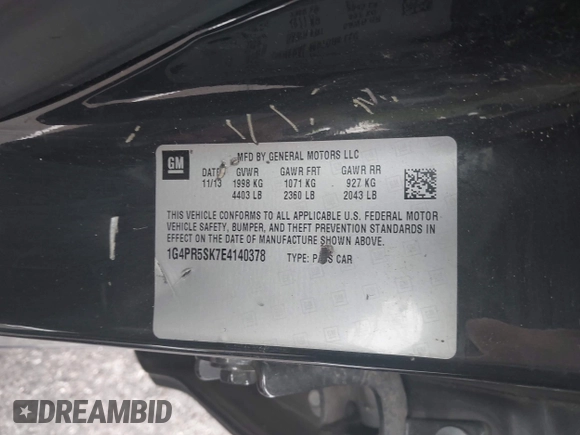 GM
MFD BY GENERAL MOTORS LLC
DATE GVWR GAWR FRT GAWR RR
11/13 1998 KG 1071 KG 927 KG
4403 LB 2360 LB 2043 LB
THIS VEHICLE CONFORMS TO ALL APPLICABLE U.S. FEDERAL MOTOR
VEHICLE SAFETY, BUMPER, AND THEFT PREVENTION STANDARDS IN
EFFECT ON THE DATE OF MANUFACTURE SHOWN ABOVE.
1G4PR5SK7E4140378 TYPE: PASS CAR
DREAMBID